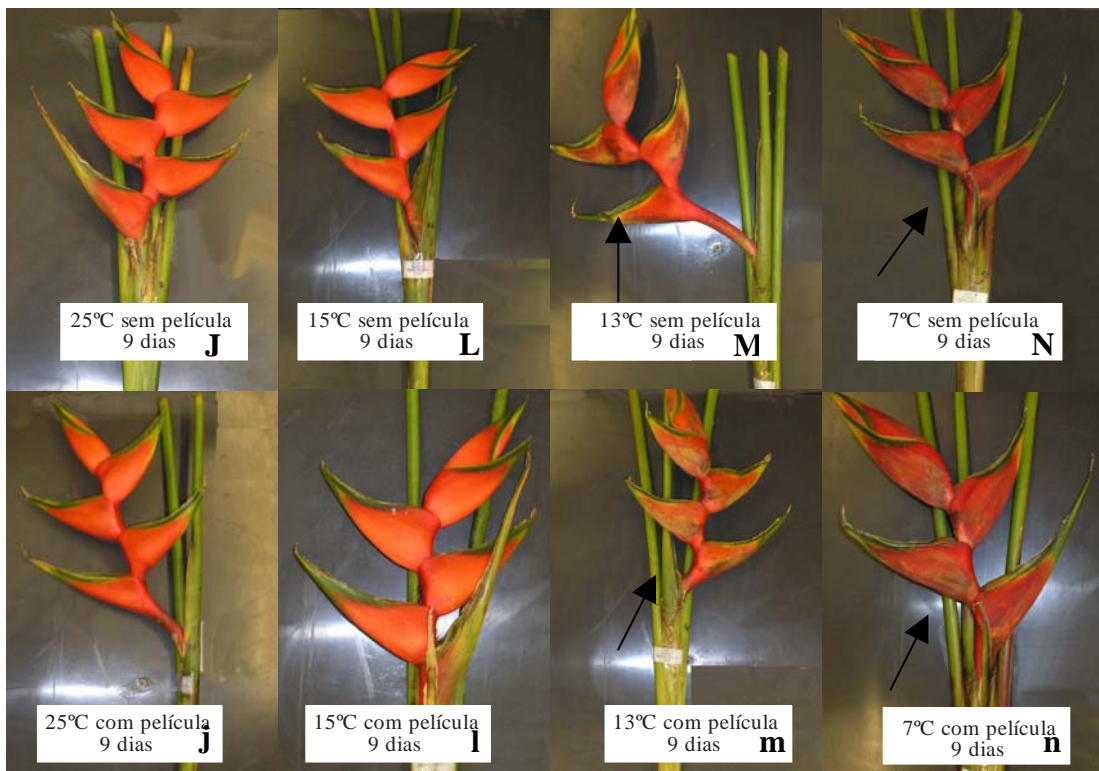 25ºC sem película
9 dias J
15ºC sem película
9 dias L
13ºC sem película
9 dias M
7ºC sem película
9 dias N
25ºC com película
9 dias j
15ºC com película
9 dias l
13ºC com película
9 dias m
7ºC com película
9 dias n